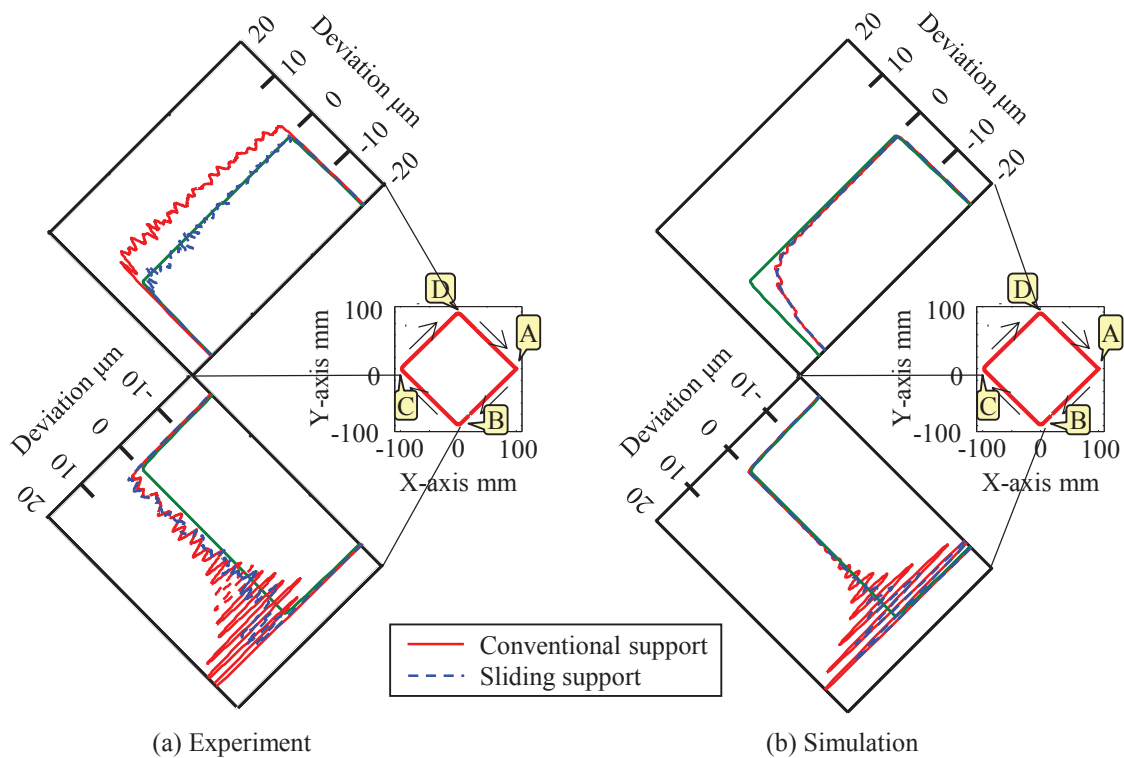 20
10
0
-10
-20
Deviation μm
D
A
B
C
100
0
-100
Y-axis mm
-100 0 100
X-axis mm
Deviation μm
-10
0
10
20
20
10
0
-10
-20
Deviation μm
D
A
B
C
100
0
-100
Y-axis mm
-100 0 100
X-axis mm
Deviation μm
-10
0
10
20
Conventional support
Sliding support
(a) Experiment
(b) Simulation